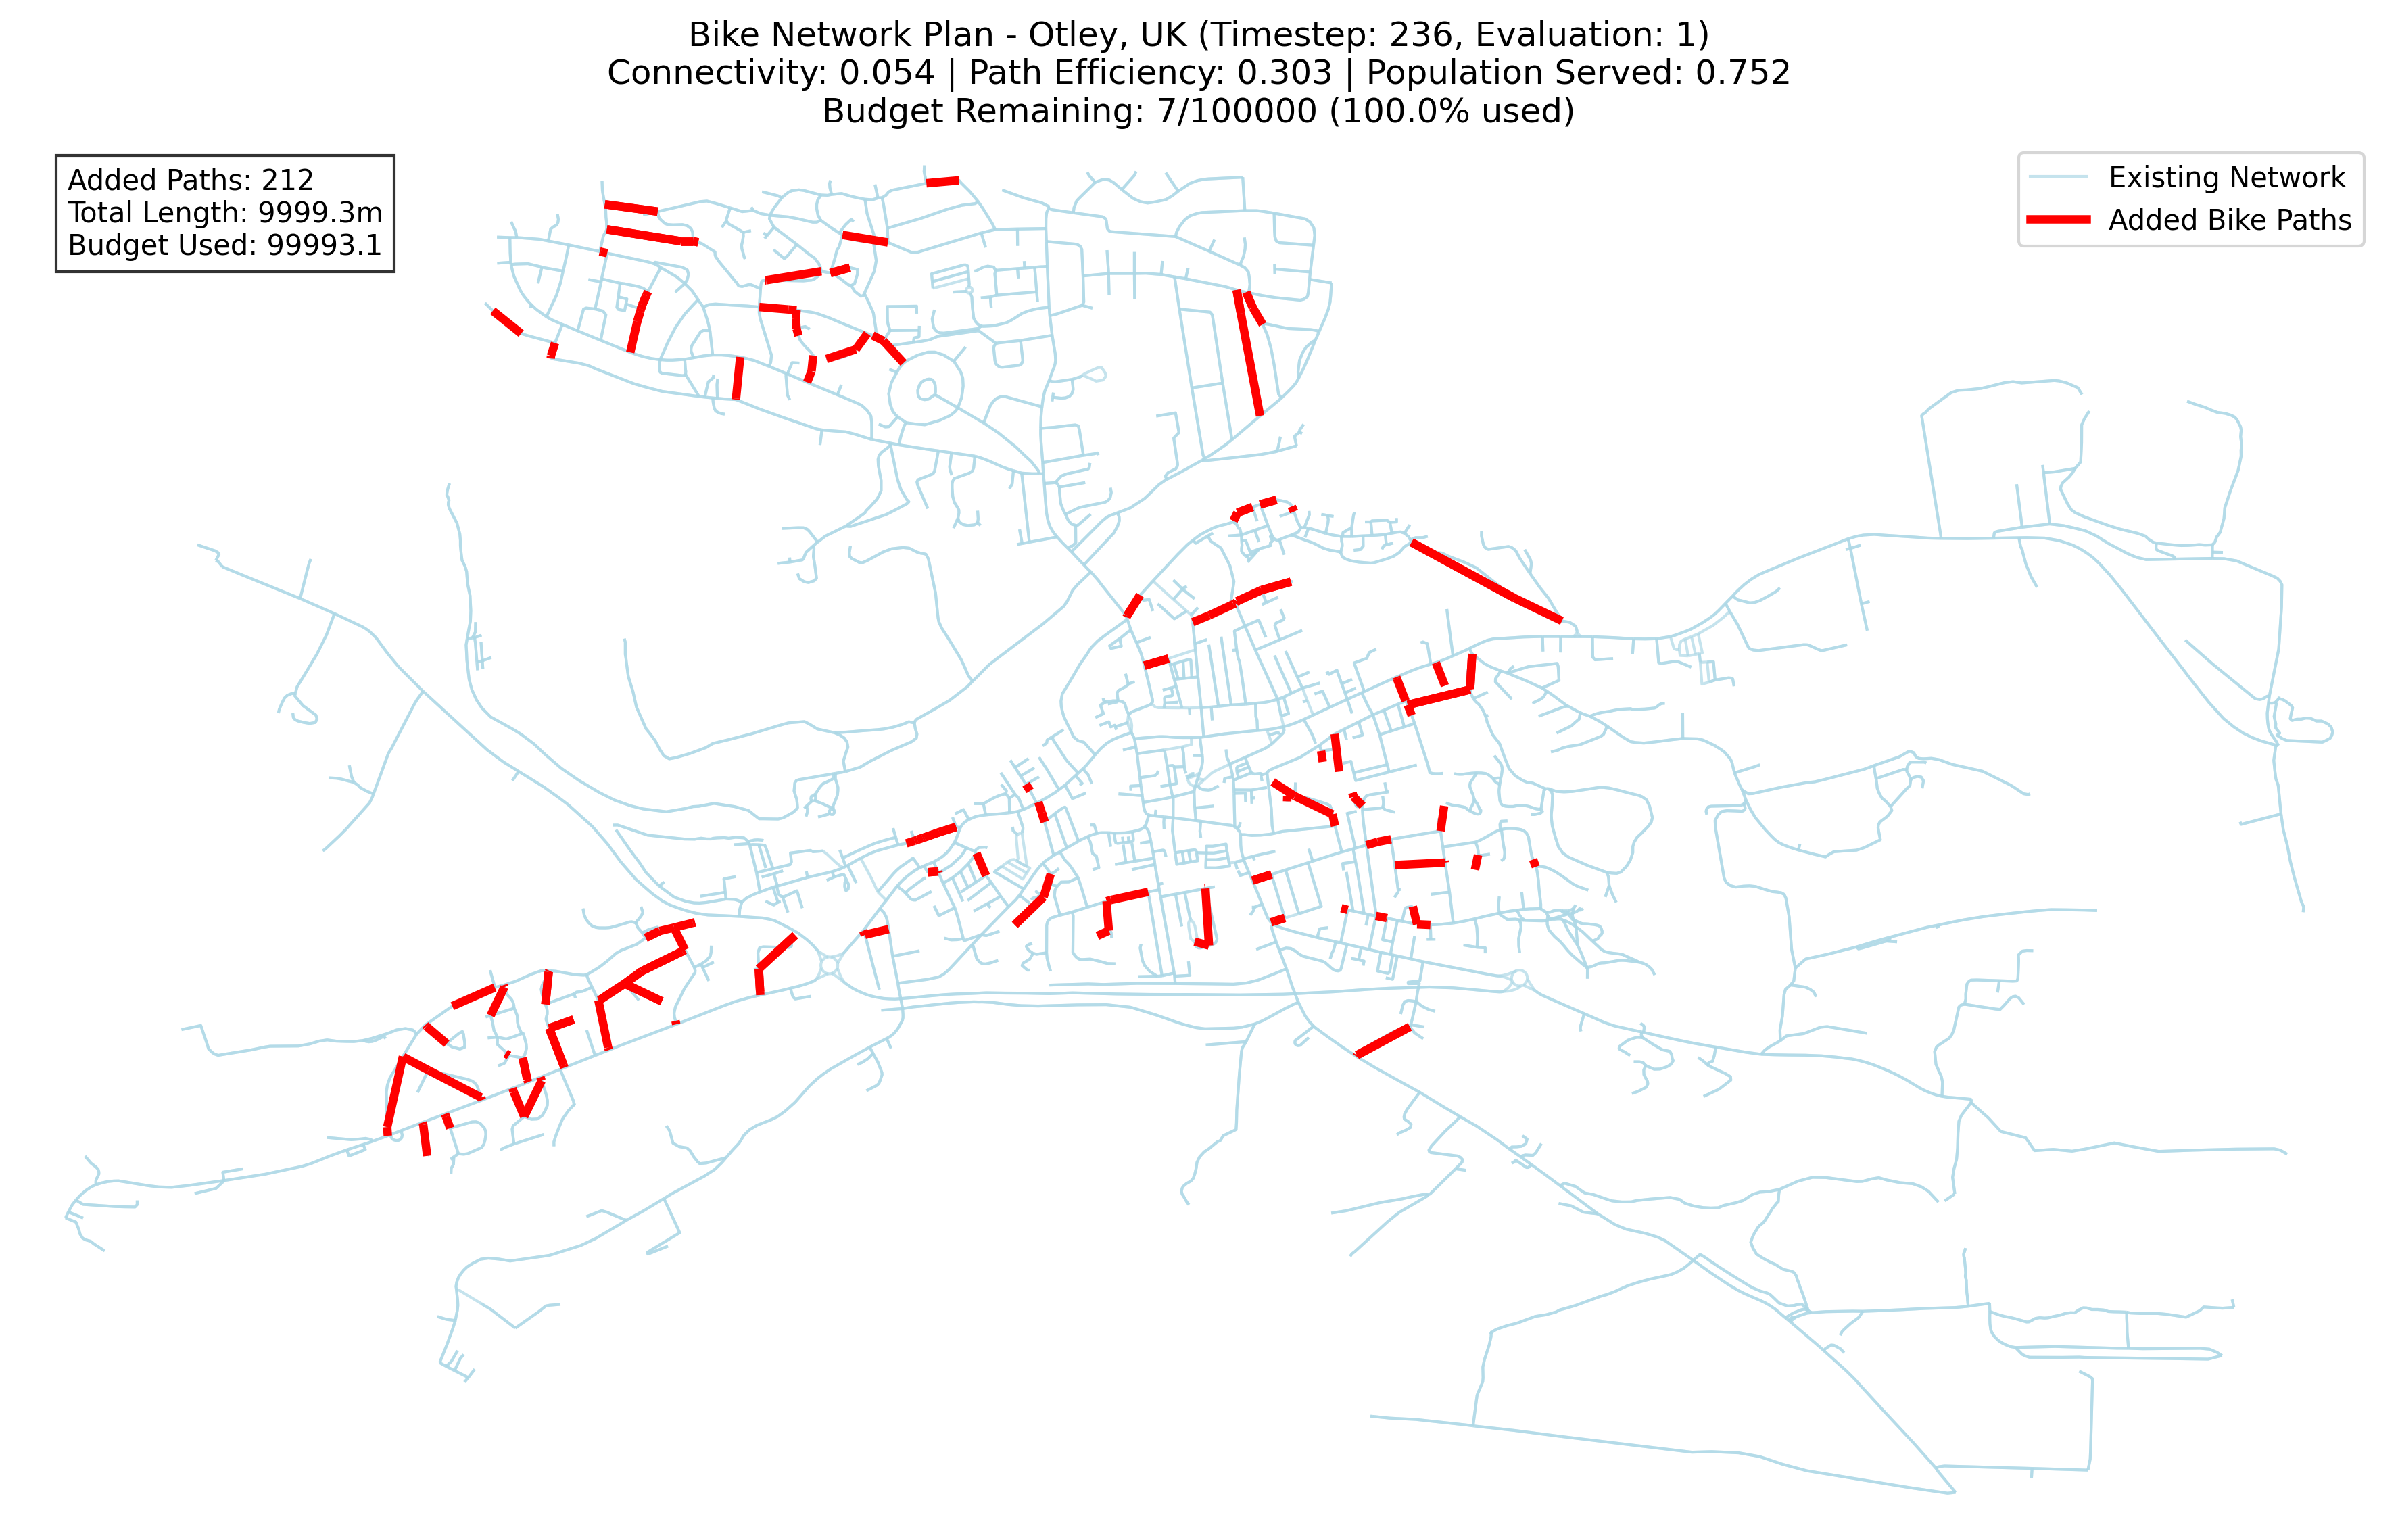 Bike Network Plan - Otley, UK (Timestep: 236, Evaluation: 1)
Connectivity: 0.054 | Path Efficiency: 0.303 | Population Served: 0.752
Budget Remaining: 7/100000 (100.0% used)
Added Paths: 212
Total Length: 9999.3m
Budget Used: 99993.1
Existing Network
Added Bike Paths